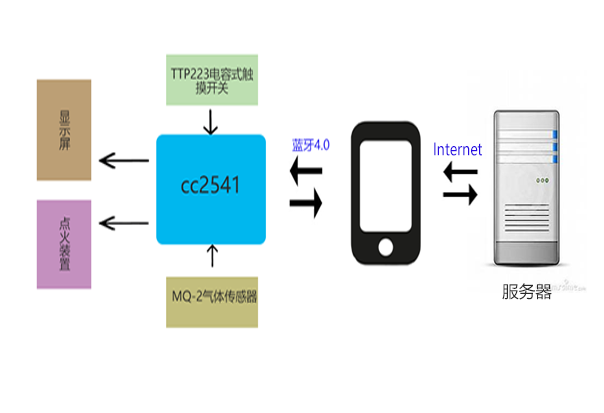 TTP223电容式触
摸开关
显示屏
蓝牙4.0
Internet
cc2541
点火装置
MQ-2气体传感器
服务器